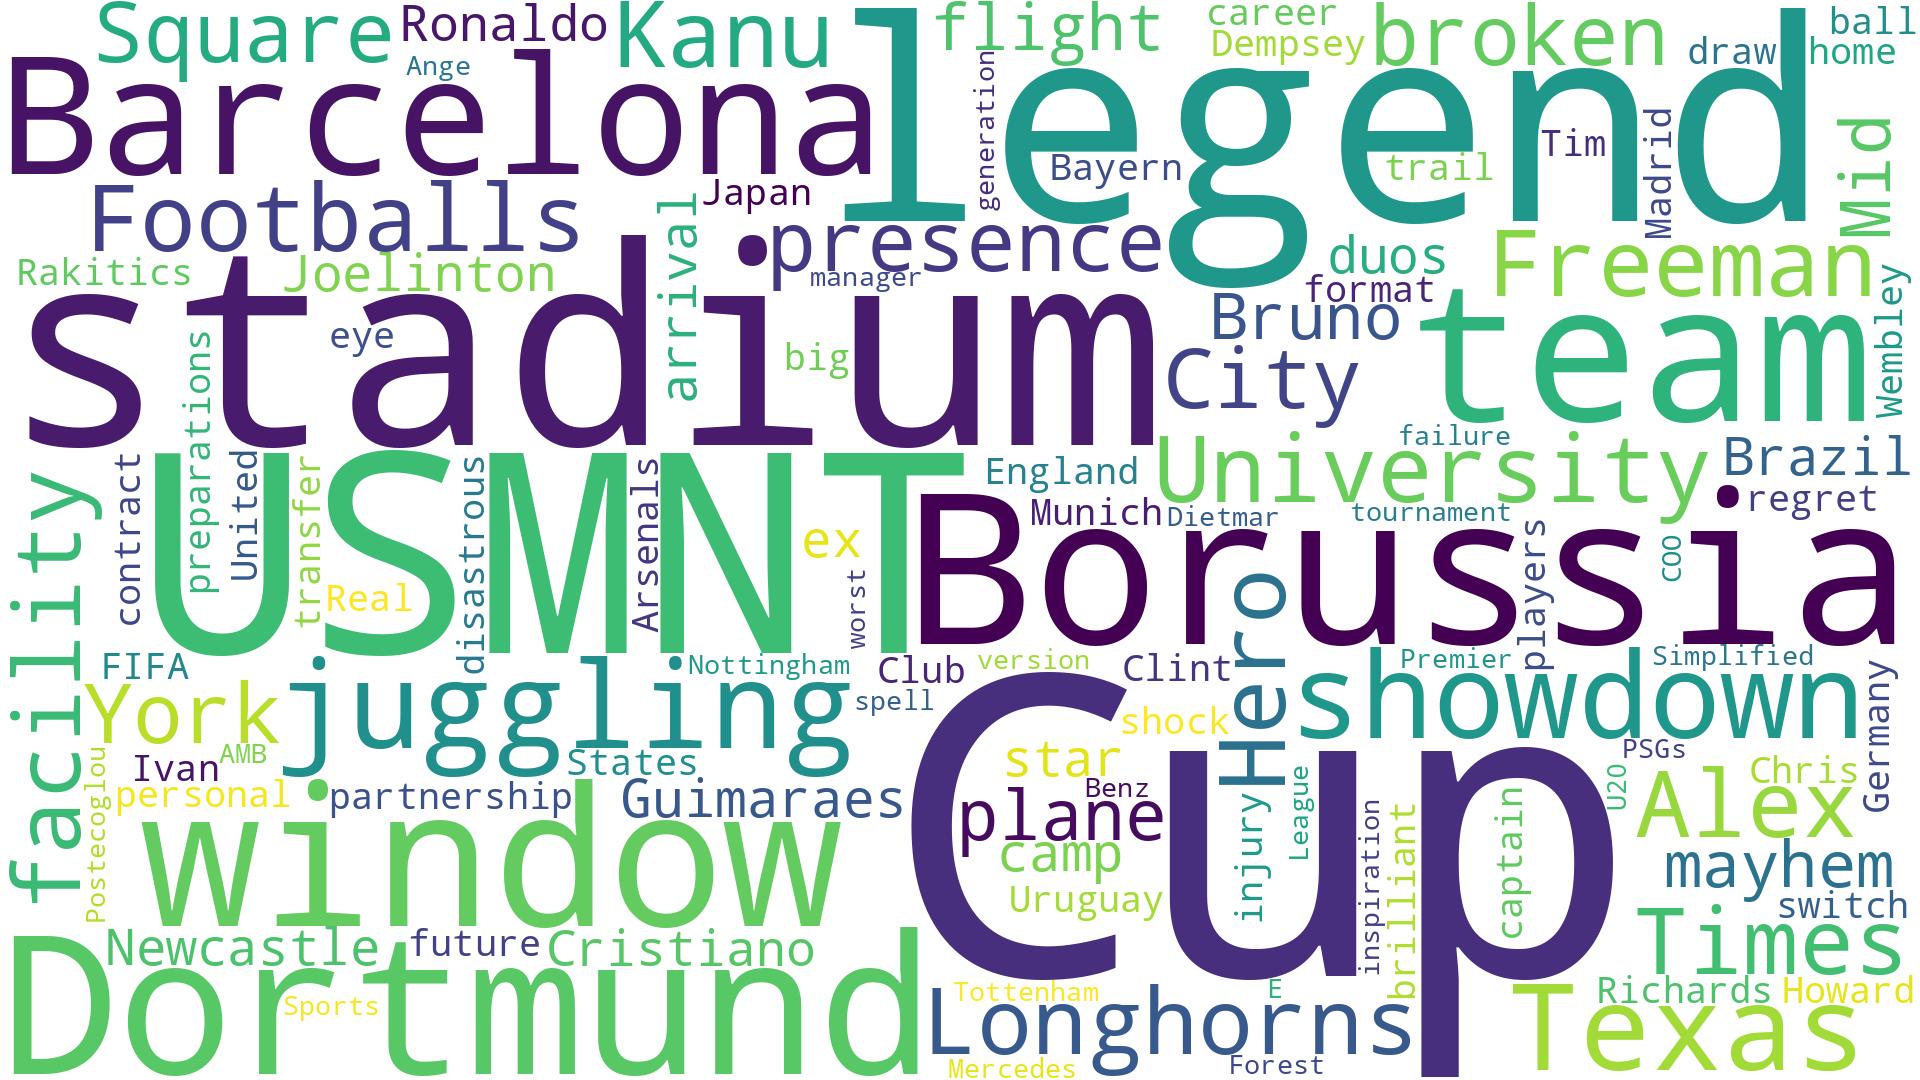 Square
Ronaldo
Kanu
flight
career
Dempsey
broken
draw
ball
home
Ange
Barcelona
legend
generation
Bayern
trail
Tim
Madrid
Mid
Footballs
Japan
arrival
presence
manager
duos
format
Freeman
Rakitics
Joelinton
stadium
eye
big
Bruno
City
team
Wembley
preparations
failure
University
Brazil
regret
England
Munich
Dietmar
tournament
facility
contract
United
transfer
USMNT
disastrous
Arsenals
ex
Real
worst
Borussia
players
COO
Hero
FIFA
York
juggling
Nottingham
Club
version
Clint
spell
Premier
Simplified
showdown
Germany
shock
star
Cup
PSGs
Ivan
AMB
States
Postecoglou
personal
partnership
Guimaraes
Benz
plane
camp
Uruguay
injury
League
inspiration
brilliant
captain
U20
Alex
Chris
mayhem
switch
window
Newcastle
future
Cristiano
Times
Dortmund
Sports
Tottenham
E
Longhorns
Richards
Howard
Texas
Mercedes
Forest